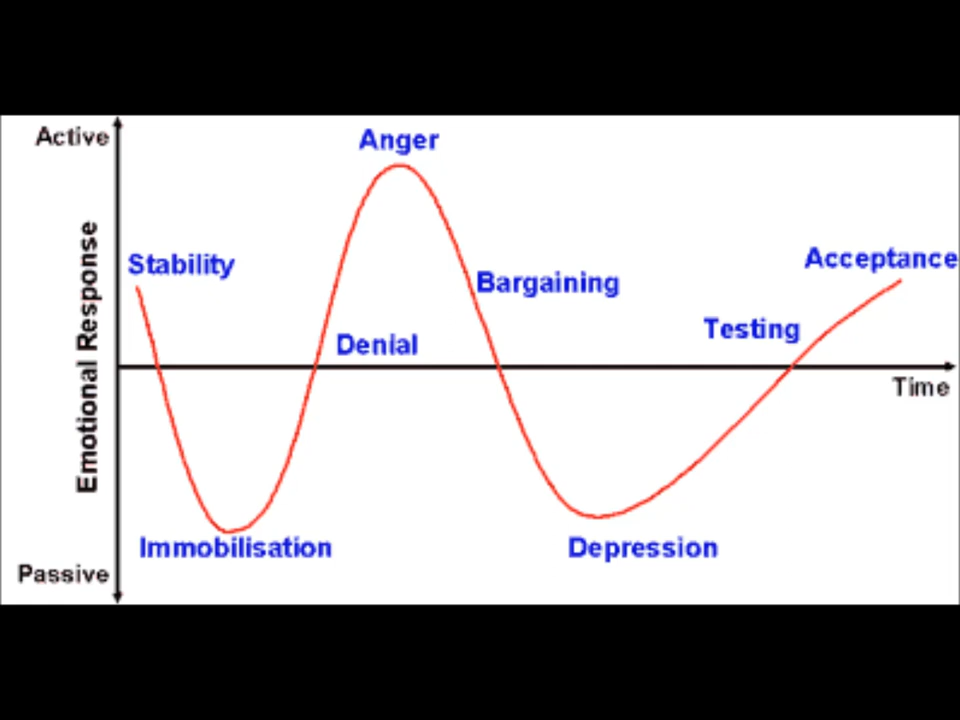 Active
Anger
Stability
Acceptance
Bargaining
Testing
Denial
Time
Emotional Response
Immobilisation
Depression
Passive